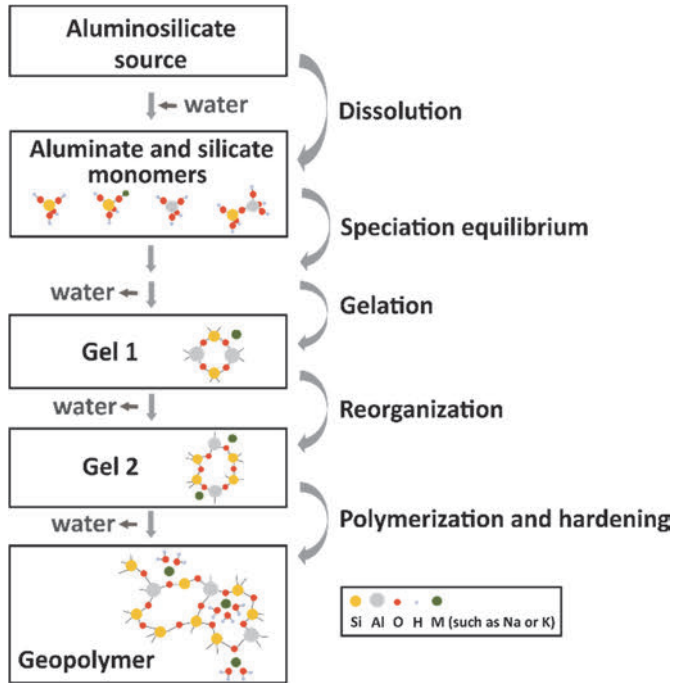 Aluminosilicate
source
water
Dissolution
Aluminate and silicate
monomers
Speciation equilibrium
water
Gelation
Gel 1
water
Reorganization
Gel 2
water
Polymerization and hardening
Geopolymer
Si Al O H M (such as Na or K)